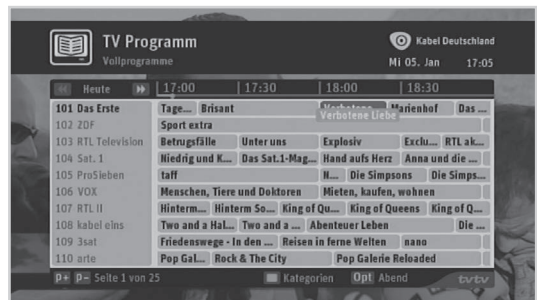 TV Programm
Vollprogramme
Kabel Deutschland
Mi 05. Jan 17:05
Heute 17:00 17:30 18:00 18:30
101 Das Erste Tage... Brisant Verbotene Marienhof Das ...
Verbotene Liebe
102 ZDF Sport extra
103 RTL Television Betrugsfälle Unter uns Explosiv Exclu... RTL ak...
104 Sat. 1 Niedrig und K... Das Sat.1-Mag... Hand aufs Herz Anna und die ...
105 ProSieben taff N... Die Simpsons Die Simps...
106 VOX Menschen, Tiere und Doktoren Mieten, kaufen, wohnen
107 RTL II Hinterm... Hinterm So... King of Qu... King of Queens King of Q...
108 kabel eins Two and a Hal... Two and a ... Abenteuer Leben Die ...
109 3sat Friedenswege - In den ... Reisen in ferne Welten nano
110 arte Pop Gal... Rock & The City Pop Galerie Reloaded
P+ P- Seite 1 von 25 Kategorien Opt Abend tvtv